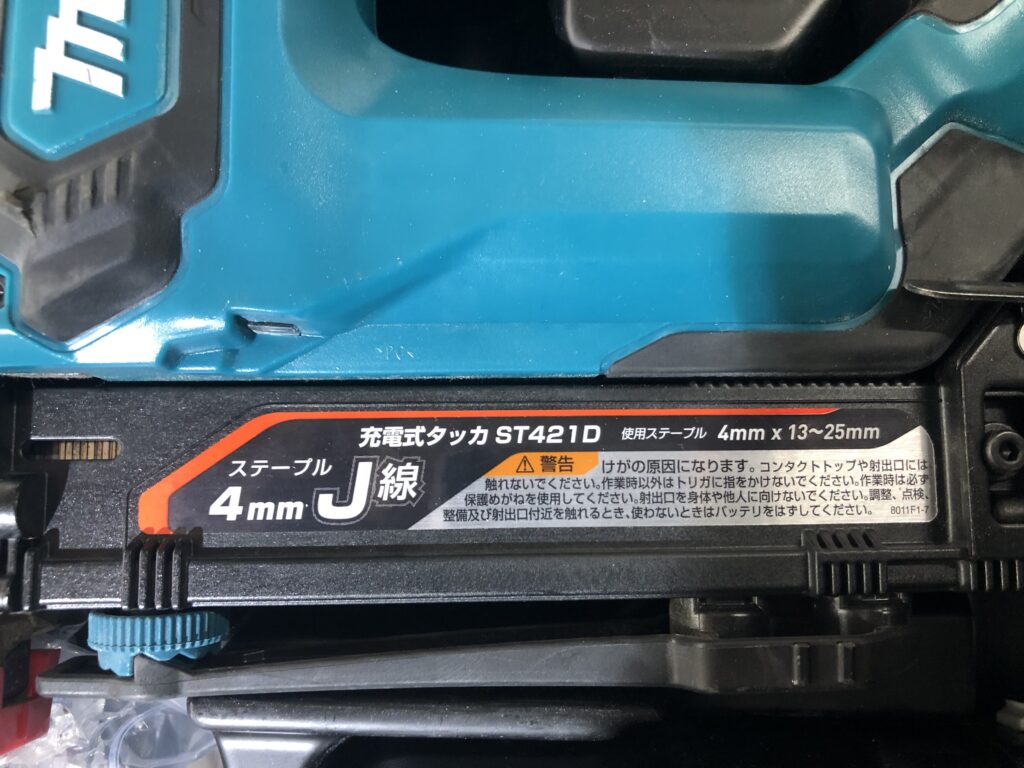 充電式タッカ ST421D 使用ステープル 4mm x 13~25mm
ステープル
4mm J線
⚠警告 けがの原因になります。コンタクトトップや射出口には
触れないでください。作業時以外はトリガに指をかけないでください。作業時は必ず
保護めがねを使用してください。射出口を身体や他人に向けないでください。調整、点検、
整備及び射出口付近を触れるとき、使わないときはバッテリをはずしてください。 8011F1-7
>PC<